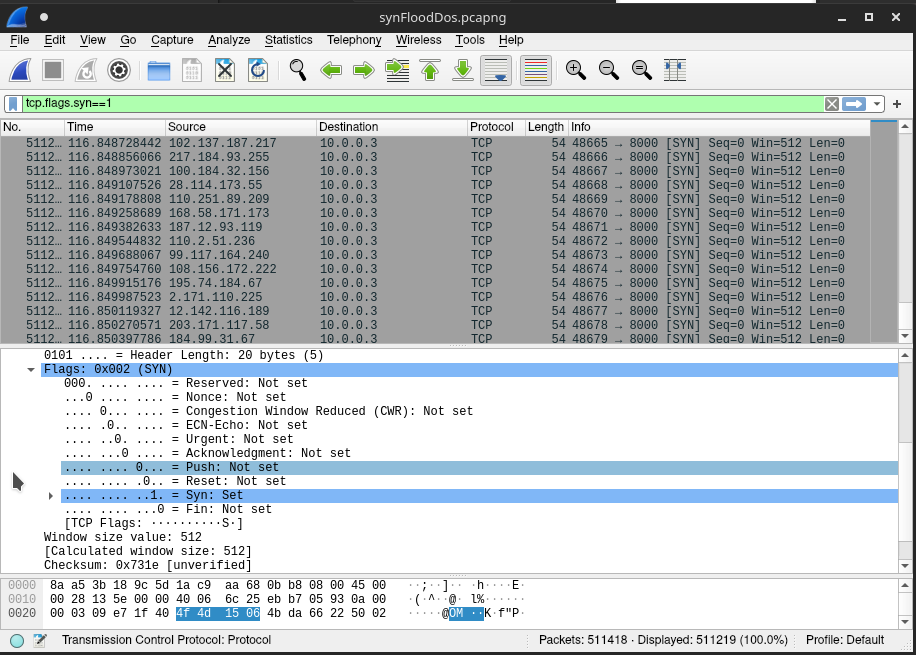 synFloodDos.pcapng
File Edit View Go Capture Analyze Statistics Telephony Wireless Tools Help
tcp.flags.syn==1
No. Time Source Destination Protocol Length Info
5112… 116.848728442 102.137.187.217 10.0.0.3 TCP 54 48665 → 8000 [SYN] Seq=0 Win=512 Len=0
5112… 116.848856066 217.184.93.255 10.0.0.3 TCP 54 48666 → 8000 [SYN] Seq=0 Win=512 Len=0
5112… 116.848973021 100.184.32.156 10.0.0.3 TCP 54 48667 → 8000 [SYN] Seq=0 Win=512 Len=0
5112… 116.849107526 28.114.173.55 10.0.0.3 TCP 54 48668 → 8000 [SYN] Seq=0 Win=512 Len=0
5112… 116.849178808 110.251.89.209 10.0.0.3 TCP 54 48669 → 8000 [SYN] Seq=0 Win=512 Len=0
5112… 116.849258689 168.58.171.173 10.0.0.3 TCP 54 48670 → 8000 [SYN] Seq=0 Win=512 Len=0
5112… 116.849382633 187.12.93.119 10.0.0.3 TCP 54 48671 → 8000 [SYN] Seq=0 Win=512 Len=0
5112… 116.849544832 110.2.51.236 10.0.0.3 TCP 54 48672 → 8000 [SYN] Seq=0 Win=512 Len=0
5112… 116.849688067 99.117.164.240 10.0.0.3 TCP 54 48673 → 8000 [SYN] Seq=0 Win=512 Len=0
5112… 116.849754760 108.156.172.222 10.0.0.3 TCP 54 48674 → 8000 [SYN] Seq=0 Win=512 Len=0
5112… 116.849915176 195.74.184.67 10.0.0.3 TCP 54 48675 → 8000 [SYN] Seq=0 Win=512 Len=0
5112… 116.849987523 2.171.110.225 10.0.0.3 TCP 54 48676 → 8000 [SYN] Seq=0 Win=512 Len=0
5112… 116.850119327 12.142.116.189 10.0.0.3 TCP 54 48677 → 8000 [SYN] Seq=0 Win=512 Len=0
5112… 116.850270571 203.171.117.58 10.0.0.3 TCP 54 48678 → 8000 [SYN] Seq=0 Win=512 Len=0
5112… 116.850397786 184.99.31.67 10.0.0.3 TCP 54 48679 → 8000 [SYN] Seq=0 Win=512 Len=0
0101 .... = Header Length: 20 bytes (5)
Flags: 0x002 (SYN)
000. .... .... = Reserved: Not set
...0 .... .... = Nonce: Not set
.... 0... .... = Congestion Window Reduced (CWR): Not set
.... .0.. .... = ECN-Echo: Not set
.... ..0. .... = Urgent: Not set
.... ...0 .... = Acknowledgment: Not set
.... .... 0... = Push: Not set
.... .... .0.. = Reset: Not set
.... .... ..1. = Syn: Set
.... .... ...0 = Fin: Not set
[TCP Flags: ··········S·]
Window size value: 512
[Calculated window size: 512]
Checksum: 0x731e [unverified]
0000 8a a5 3b 18 9c 5d 1a c9 aa 68 0b b8 08 00 45 00 ··;··]·· ·h····E·
0010 00 28 13 5e 00 00 40 06 6c 25 eb b7 05 93 0a 00 ·(·^··@· l%······
0020 00 03 09 e7 1f 40 4f 4d 15 06 4b da 66 22 50 02 ·····@OM ··K·f"P·
Transmission Control Protocol: Protocol
Packets: 511418 · Displayed: 511219 (100.0%)
Profile: Default